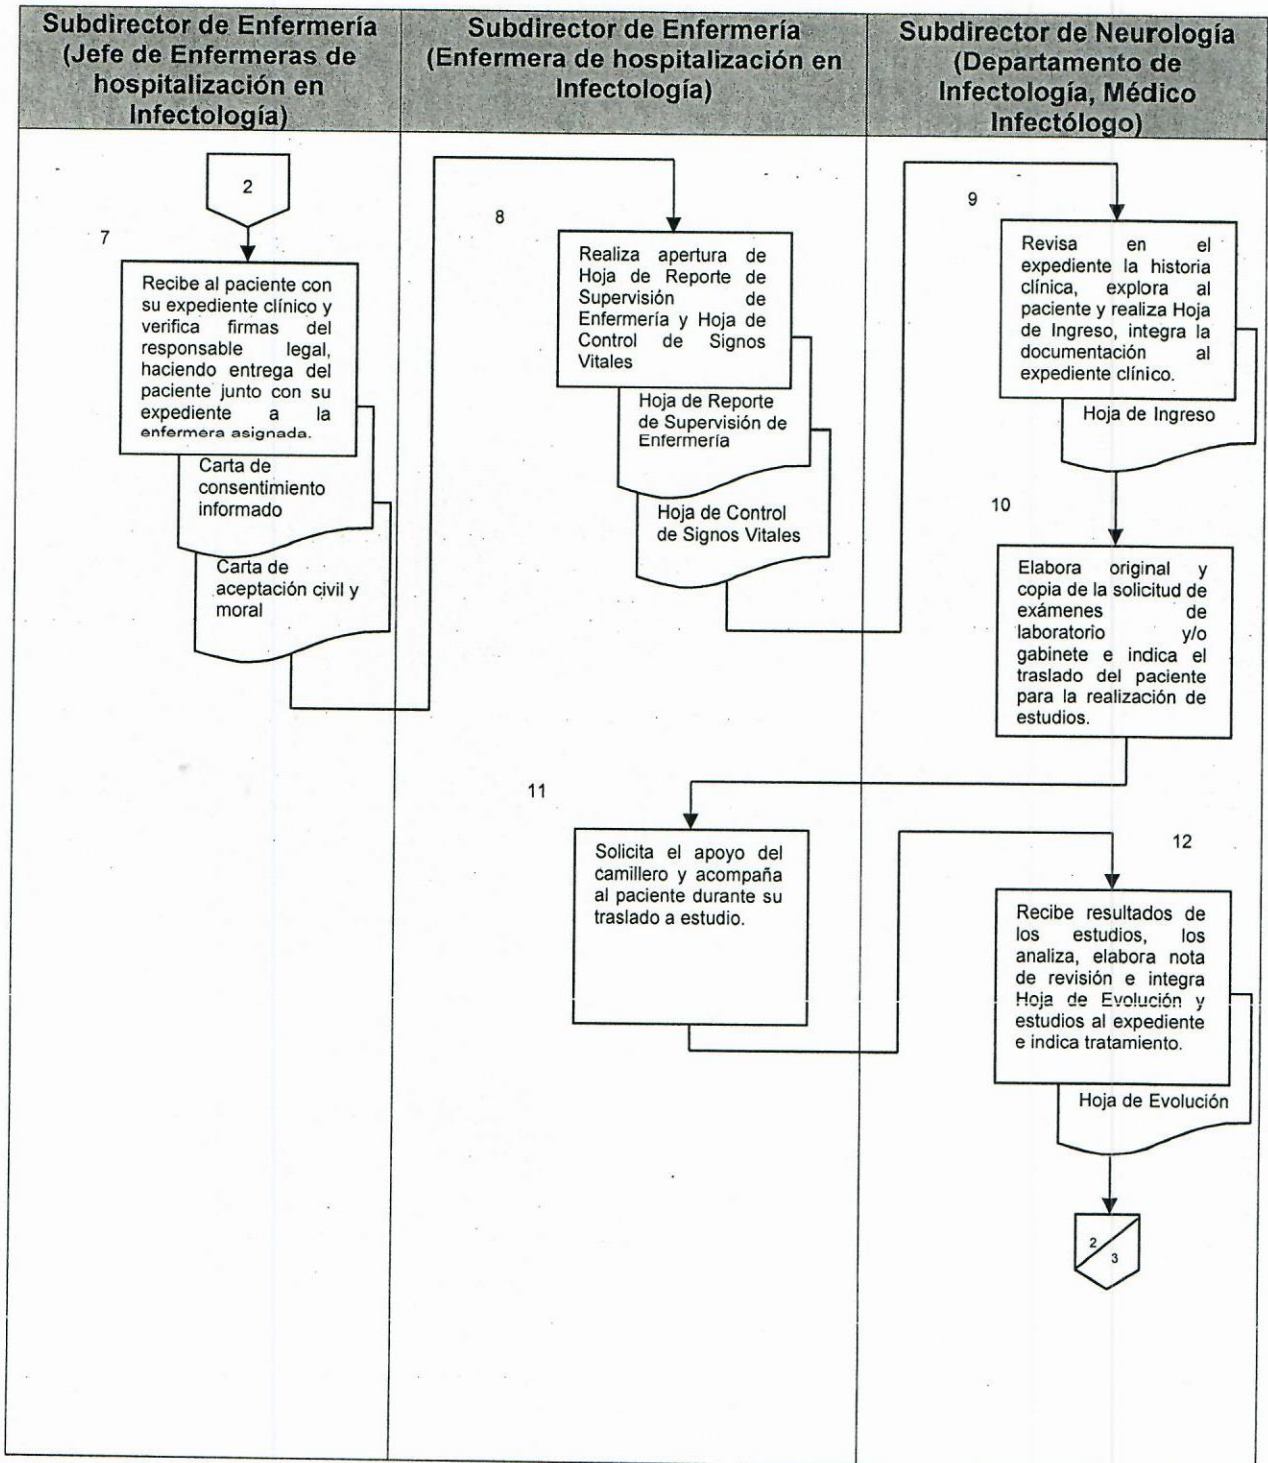 Subdirector de Enfermería
(Jefe de Enfermeras de
hospitalización en
Infectología)
Subdirector de Enfermería
(Enfermera de hospitalización en
Infectología)
Subdirector de Neurología
(Departamento de
Infectología, Médico
Infectólogo)
2
7
Recibe al paciente con
su expediente clínico y
verifica firmas del
responsable legal,
haciendo entrega del
paciente junto con su
expediente a la
enfermera asignada.
Carta de
consentimiento
informado
Carta de
aceptación civil y
moral
8
Realiza apertura de
Hoja de Reporte de
Supervisión de
Enfermería y Hoja de
Control de Signos
Vitales
Hoja de Reporte
de Supervisión de
Enfermería
Hoja de Control
de Signos Vitales
9
Revisa en el
expediente la historia
clínica, explora al
paciente y realiza Hoja
de Ingreso, integra la
documentación al
expediente clínico.
Hoja de Ingreso
10
Elabora original y
copia de la solicitud de
exámenes de
laboratorio y/o
gabinete e indica el
traslado del paciente
para la realización de
estudios.
11
Solicita el apoyo del
camillero y acompaña
al paciente durante su
traslado a estudio.
12
Recibe resultados de
los estudios, los
analiza, elabora nota
de revisión e integra
Hoja de Evolución y
estudios al expediente
e indica tratamiento.
Hoja de Evolución
2
3